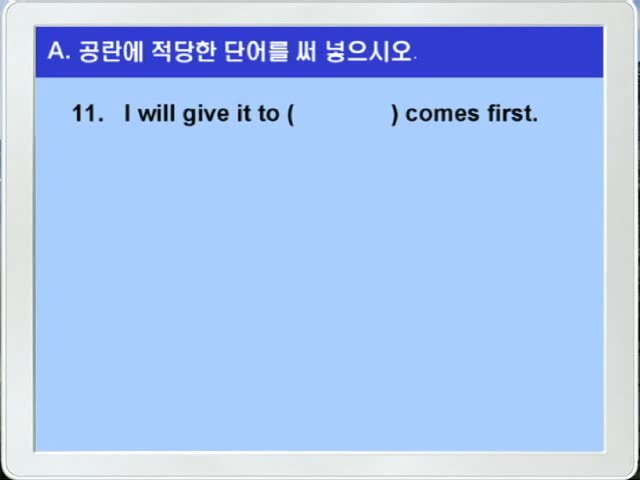 A. 공란에 적당한 단어를 써 넣으시오.
11. I will give it to ( ) comes first.